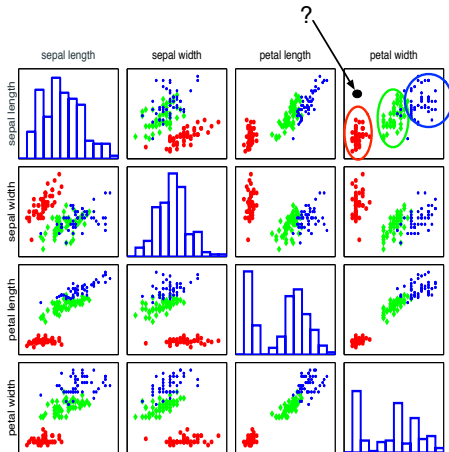 ?
sepal length sepal width petal length petal width
sepal length
sepal width
petal length
petal width